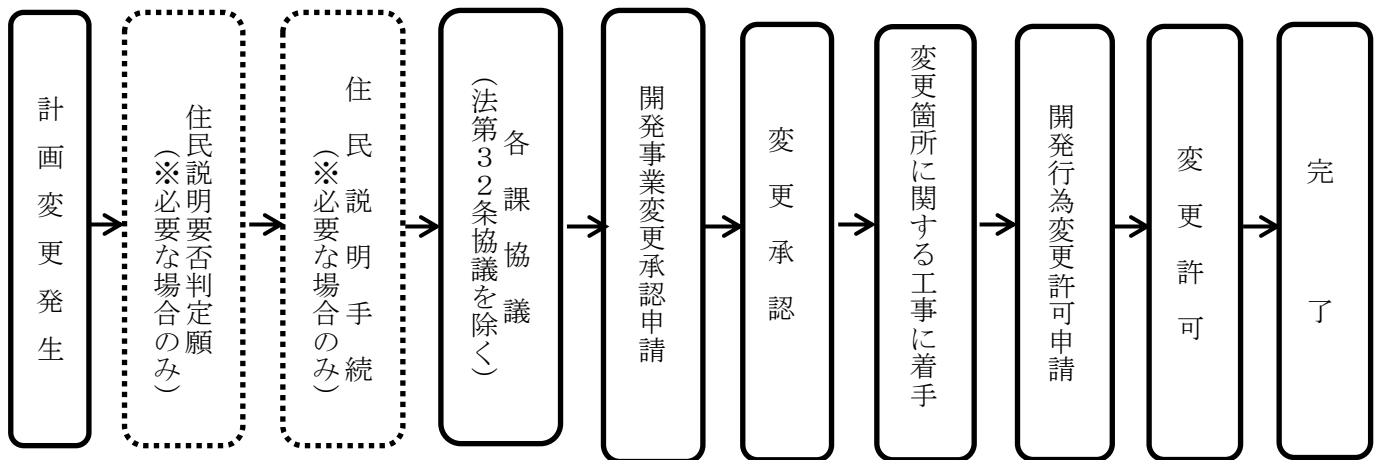 計画変更発生
住民説明要否判定願
(※必要な場合のみ)
住民説明手続
(※必要な場合のみ)
各課協議
(法第32条協議を除く)
開発事業変更承認申請
変更承認
変更箇所に関する工事に着手
開発行為変更許可申請
変更許可
完了